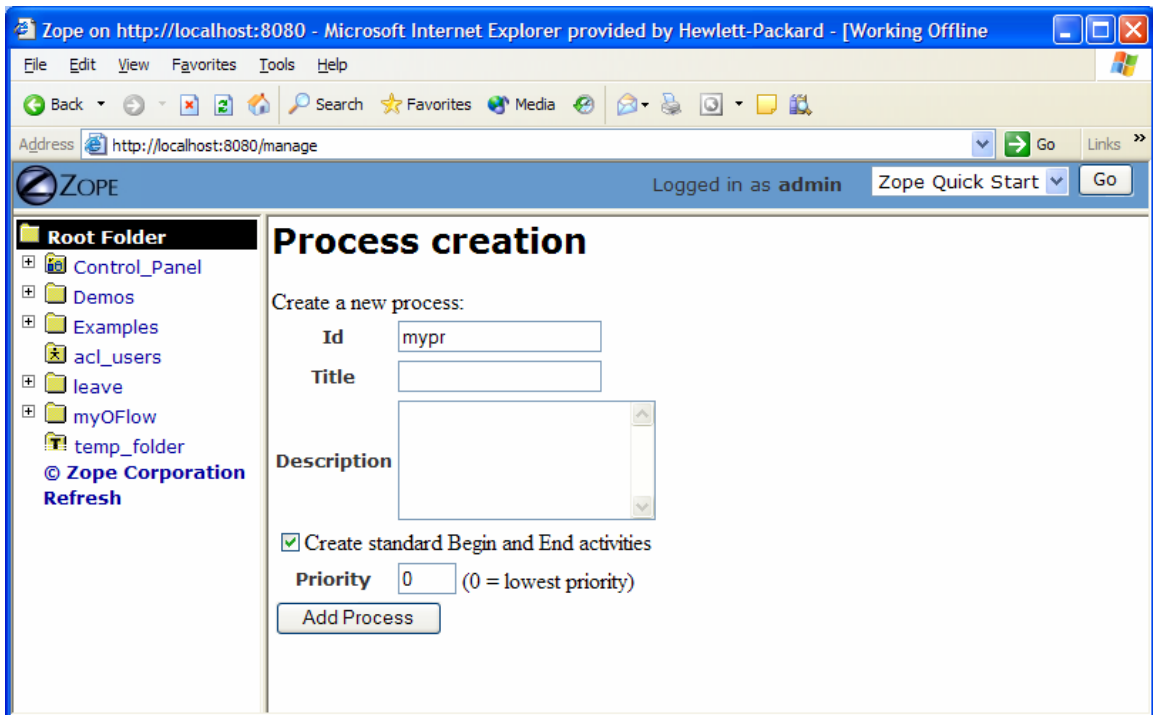 Zope on http://localhost:8080 - Microsoft Internet Explorer provided by Hewlett-Packard - [Working Offline
File Edit View Favorites Tools Help
Back Search Favorites Media
Address http://localhost:8080/manage Go Links »
ZOPE Logged in as admin Zope Quick Start Go
Root Folder
Control_Panel
Demos
Examples
acl_users
leave
myOFlow
temp_folder
© Zope Corporation
Refresh
Process creation
Create a new process:
Id mypr
Title
Description
Create standard Begin and End activities
Priority 0 (0 = lowest priority)
Add Process